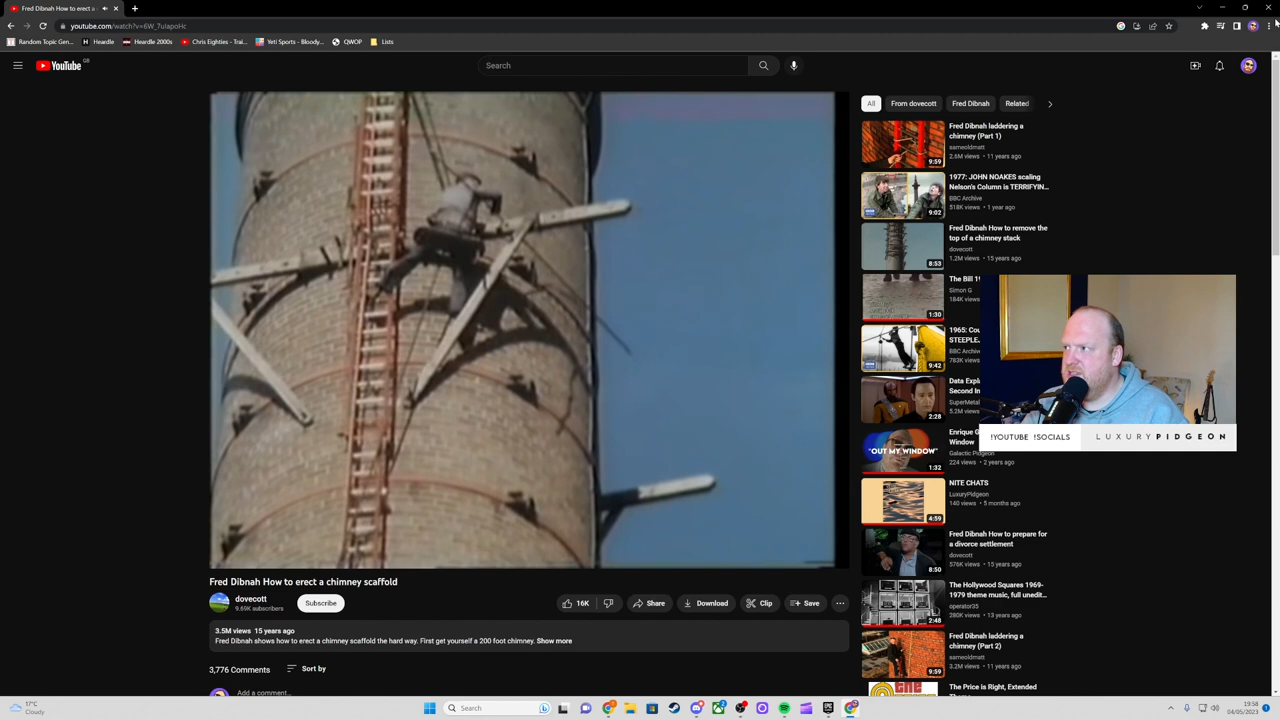 Fred Dibnah How to erect a
youtube.com/watch?v=6W_7uIapoHc
Random Topic Gen... Heardle Heardle 2000s Chris Eighties - Trai... Yeti Sports - Bloody... QWOP Lists
YouTube GB
Search
All From dovecott Fred Dibnah Related
Fred Dibnah laddering a
chimney (Part 1)
sameoldmatt
2.6M views • 11 years ago
9:59
1977: JOHN NOAKES scaling
Nelson's Column is TERRIFYIN...
BBC Archive
518K views • 1 year ago
9:02
Fred Dibnah How to remove the
top of a chimney stack
dovecott
1.2M views • 15 years ago
8:53
The Bill 19
Simon G
184K views
1:30
1965: Cou
STEEPLE
BBC Archive
783K views
9:42
Data Expl
Second In
SuperMetal
5.2M views
2:28
Enrique G
Window
Galactic Pidgeon
224 views • 2 years ago
"OUT MY WINDOW"
1:32
!YOUTUBE !SOCIALS LUXURYPIDGEON
NITE CHATS
LuxuryPidgeon
140 views • 5 months ago
4:59
Fred Dibnah How to prepare for
a divorce settlement
dovecott
576K views • 15 years ago
8:50
The Hollywood Squares 1969-
1979 theme music, full unedit...
operator35
280K views • 13 years ago
2:48
Fred Dibnah laddering a
chimney (Part 2)
sameoldmatt
3.2M views • 11 years ago
9:59
The Price is Right, Extended
Fred Dibnah How to erect a chimney scaffold
dovecott
9.69K subscribers
Subscribe
16K Share Download Clip Save
3.5M views 15 years ago
Fred Dibnah shows how to erect a chimney scaffold the hard way. First get yourself a 200 foot chimney. Show more
3,776 Comments Sort by
Add a comment...
17°C
Cloudy
Search
19:58
04/05/2023